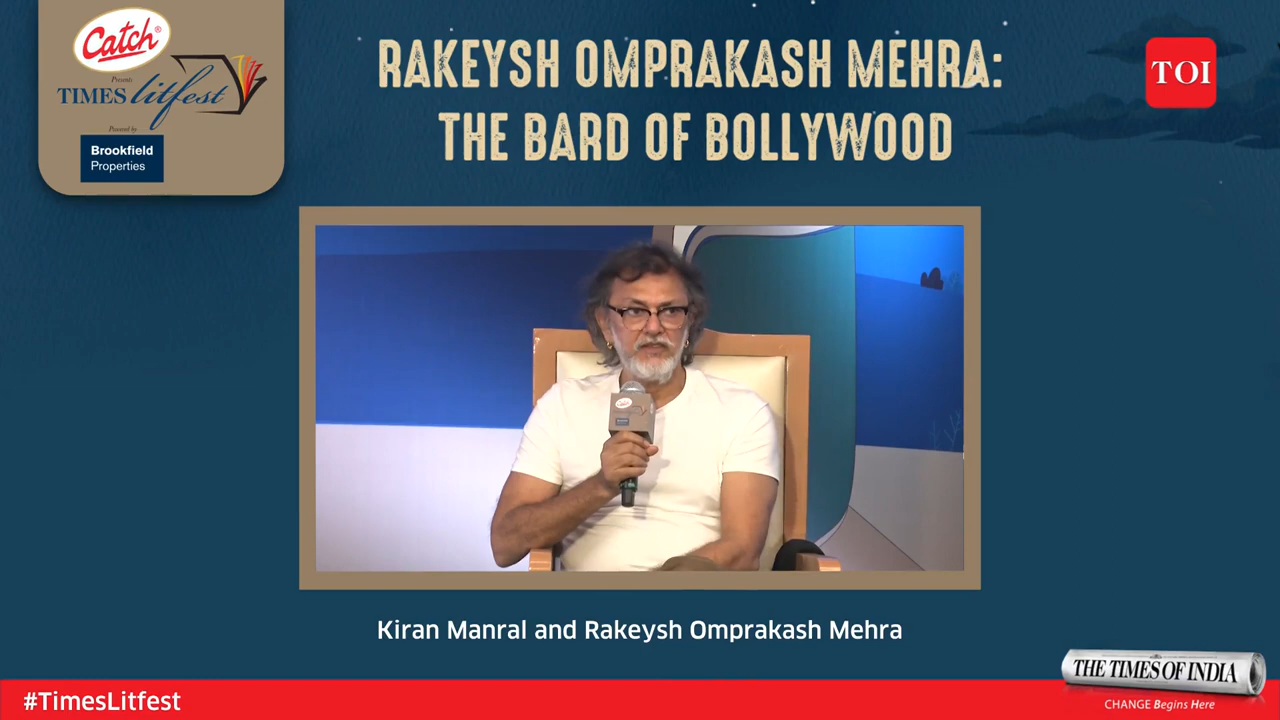 Catch®
Presents
TIMES litfest
Powered by
Brookfield
Properties
RAKEYSH OMPRAKASH MEHRA:
THE BARD OF BOLLYWOOD
TOI
Catch
Kiran Manral and Rakeysh Omprakash Mehra
#TimesLitfest
THE TIMES OF INDIA
CHANGE Begins Here